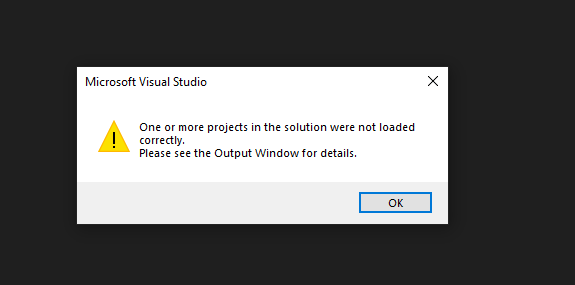 Microsoft Visual Studio
One or more projects in the solution were not loaded
correctly.
Please see the Output Window for details.
OK